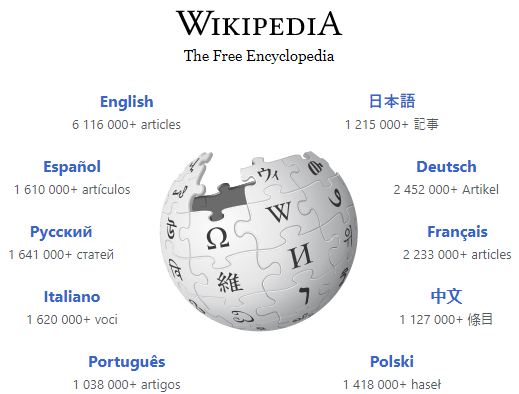 WIKIPEDIA
The Free Encyclopedia
English
6 116 000+ articles
日本語
1 215 000+ 記事
Español
1 610 000+ artículos
Deutsch
2 452 000+ Artikel
Русский
1 641 000+ статей
Français
2 233 000+ articles
Italiano
1 620 000+ voci
中文
1 127 000+ 條目
Português
1 038 000+ artigos
Polski
1 418 000+ haseł
ウィ
W
Ω
И
維